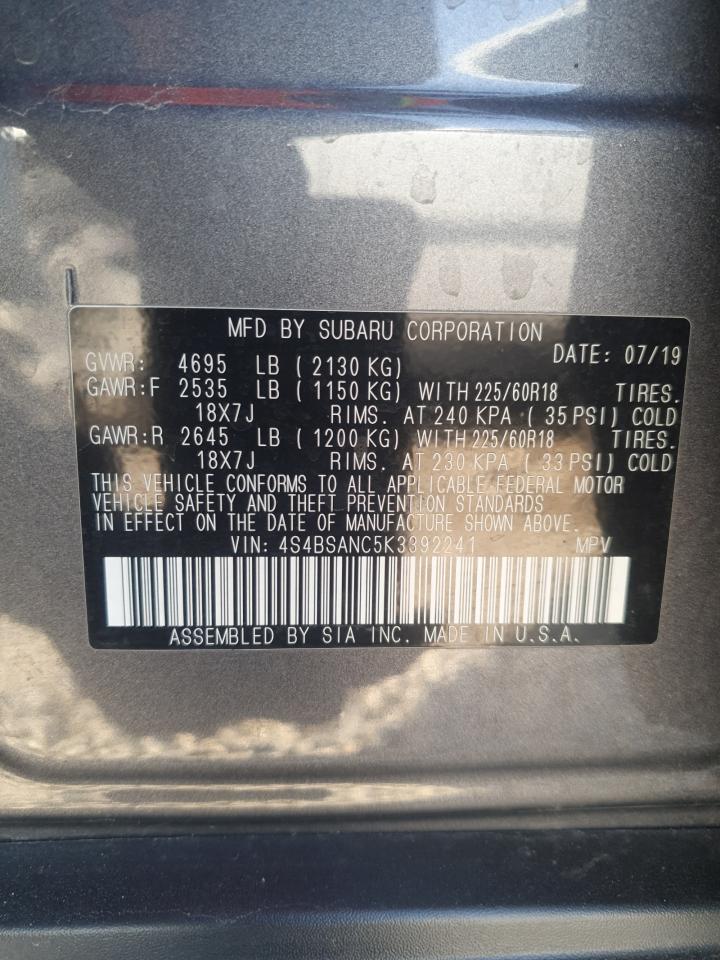 MFD BY SUBARU CORPORATION
DATE: 07/19
GVWR: 4695 LB ( 2130 KG)
GAWR:F 2535 LB ( 1150 KG) WITH 225/60R18 TIRES.
18X7J RIMS. AT 240 KPA ( 35 PSI) COLD
GAWR:R 2645 LB ( 1200 KG) WITH 225/60R18 TIRES.
18X7J RIMS. AT 230 KPA ( 33 PSI) COLD
THIS VEHICLE CONFORMS TO ALL APPLICABLE FEDERAL MOTOR
VEHICLE SAFETY AND THEFT PREVENTION STANDARDS
IN EFFECT ON THE DATE OF MANUFACTURE SHOWN ABOVE.
VIN: 4S4BSANC5K3392241 MPV
ASSEMBLED BY SIA INC. MADE IN U.S.A.